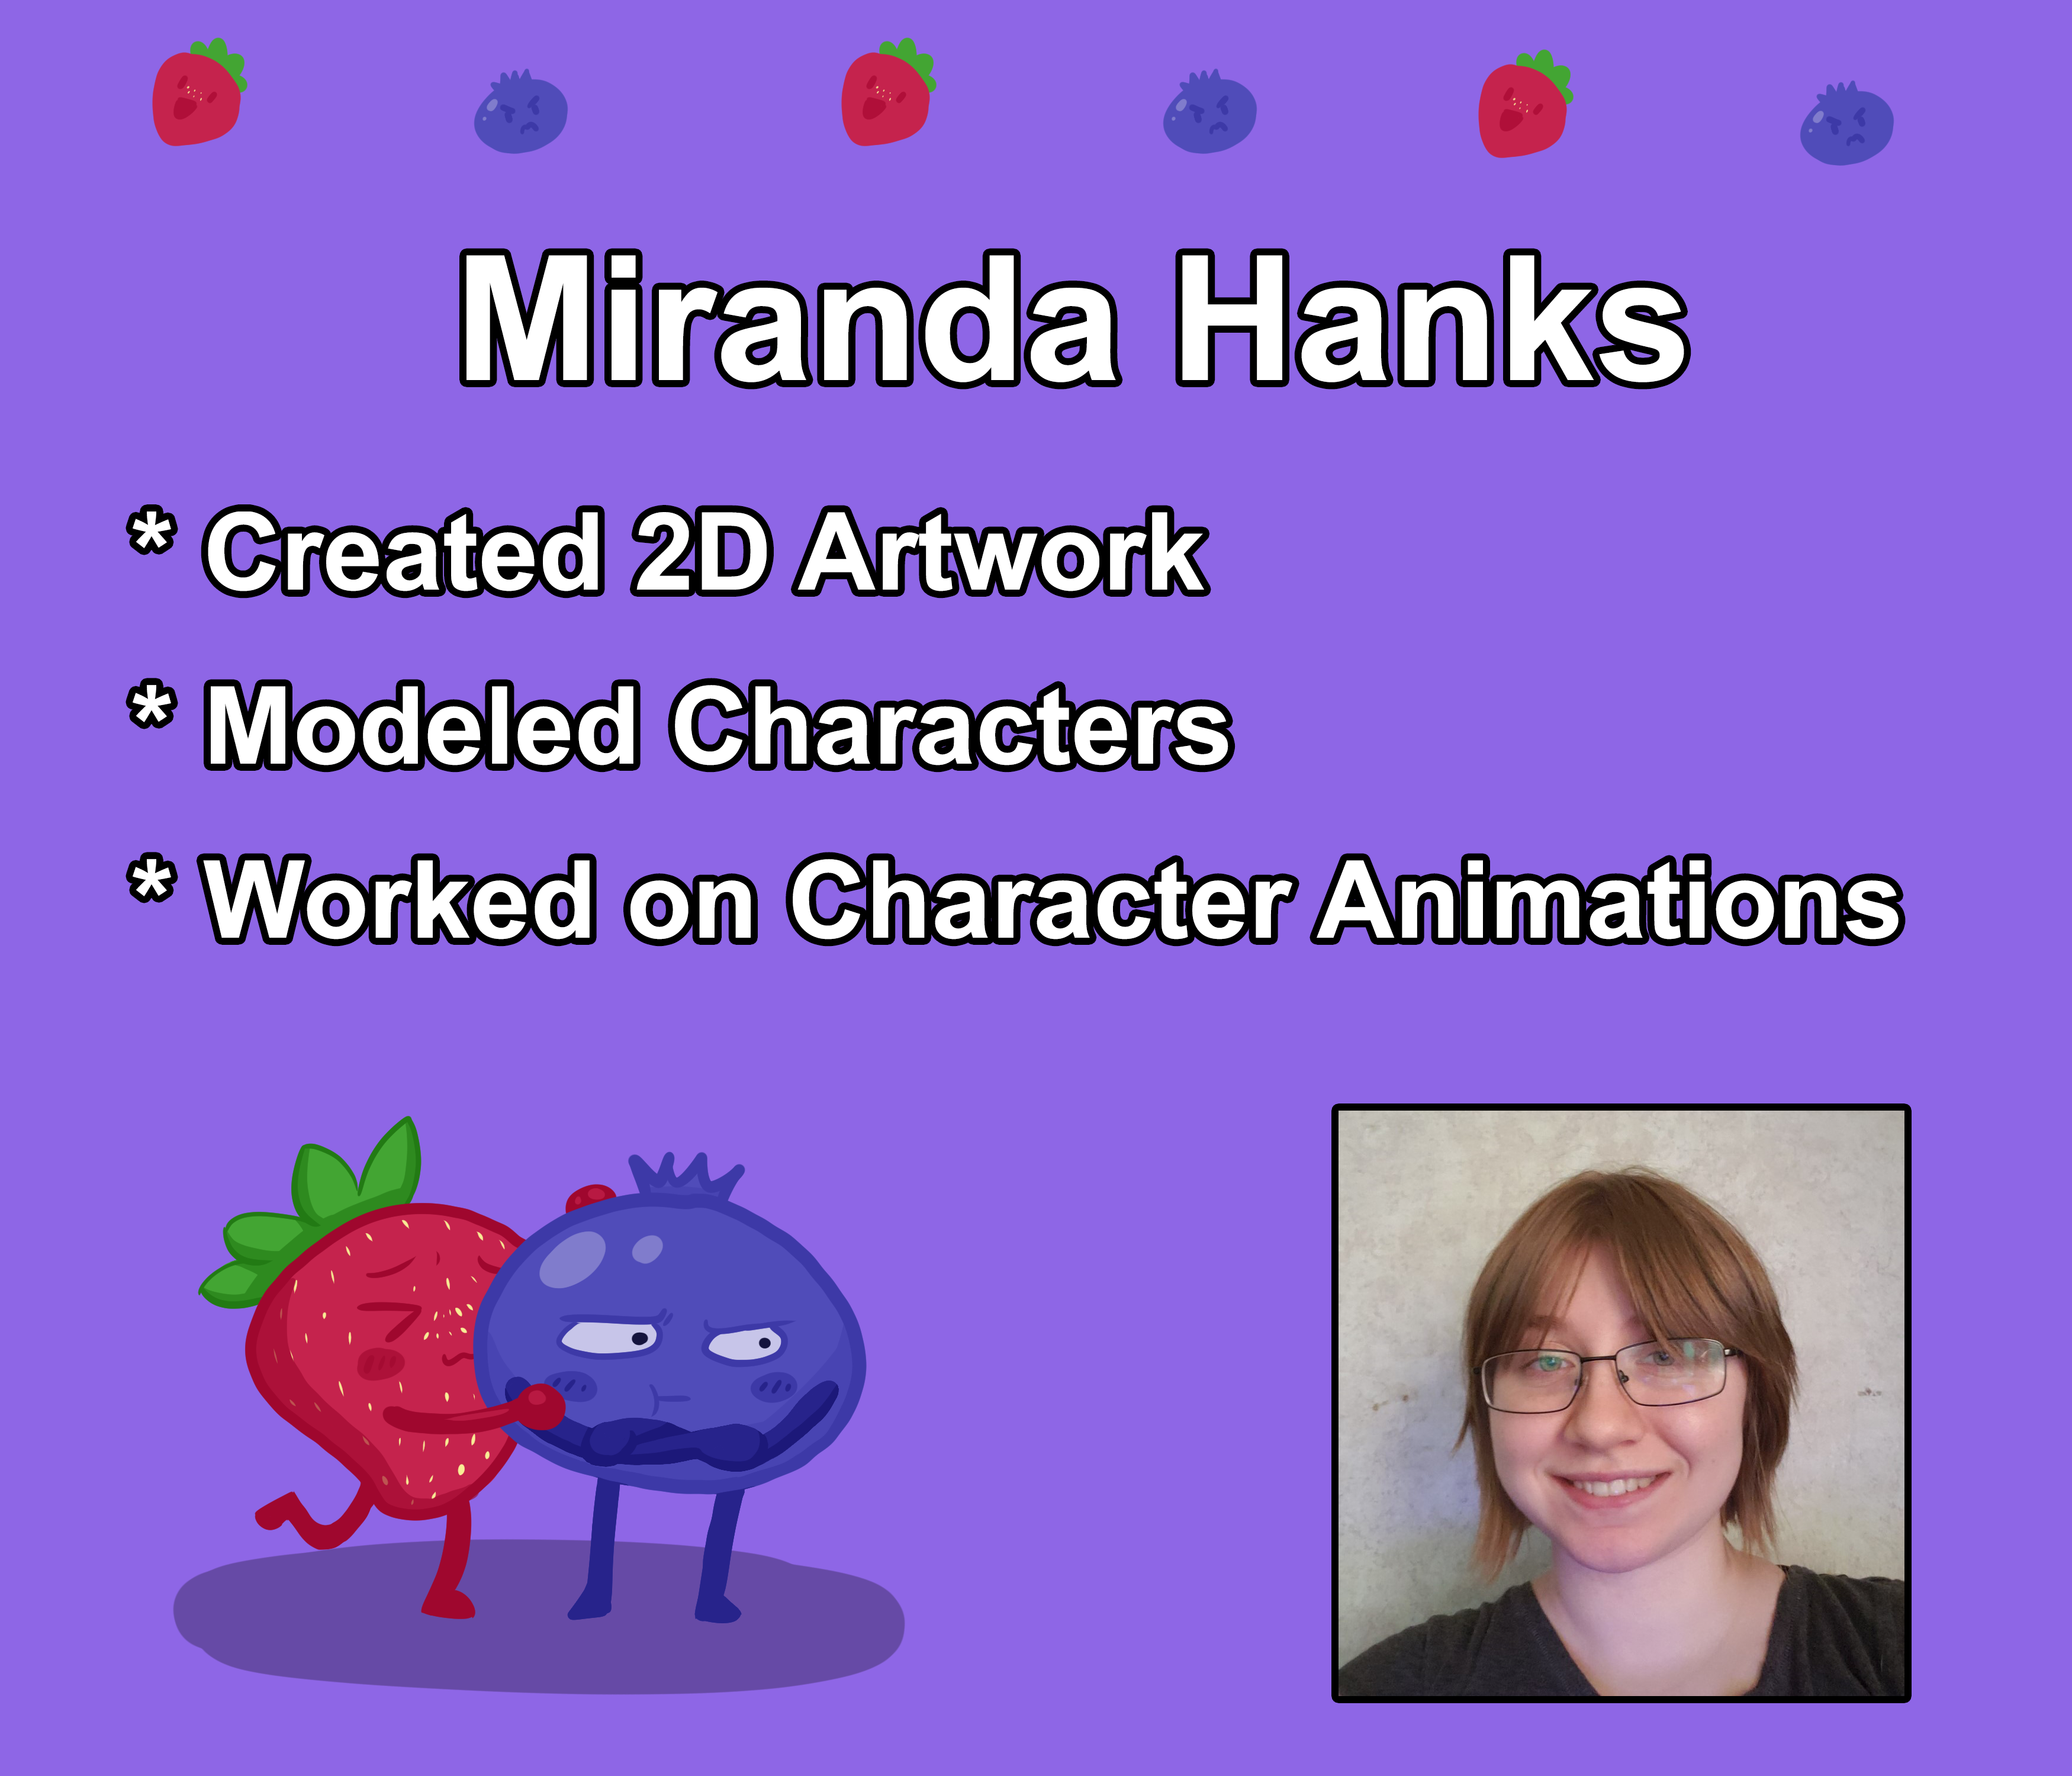 Miranda Hanks
* Created 2D Artwork
* Modeled Characters
* Worked on Character Animations